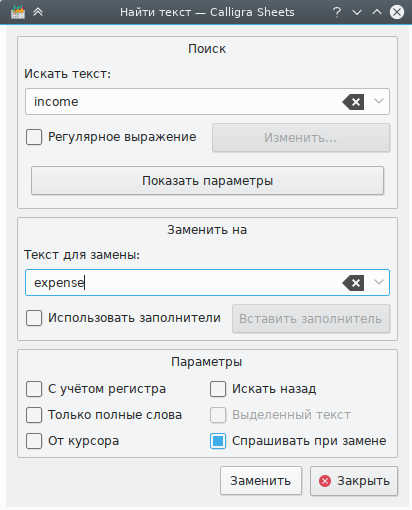 Найти текст — Calligra Sheets
Поиск
Искать текст:
income
Регулярное выражение
Изменить...
Показать параметры
Заменить на
Текст для замены:
expense
Использовать заполнители
Вставить заполнитель
Параметры
С учётом регистра
Искать назад
Только полные слова
Выделенный текст
От курсора
Спрашивать при замене
Заменить
Закрыть